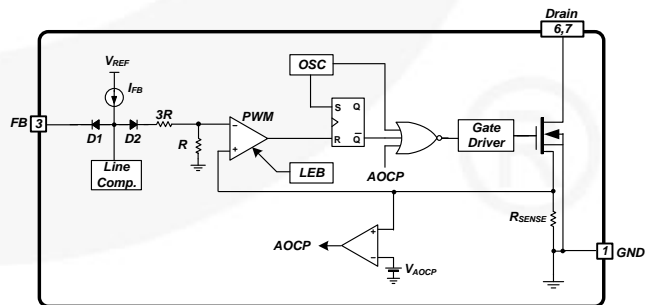 Drain
6,7
VREF
IFB
OSC
FB 3
D1 D2
3R
R
PWM
S Q
R Q
Line
Comp.
LEB
AOCP
Gate
Driver
RSENSE
1 GND
AOCP
VAOCP
+
−
+
−